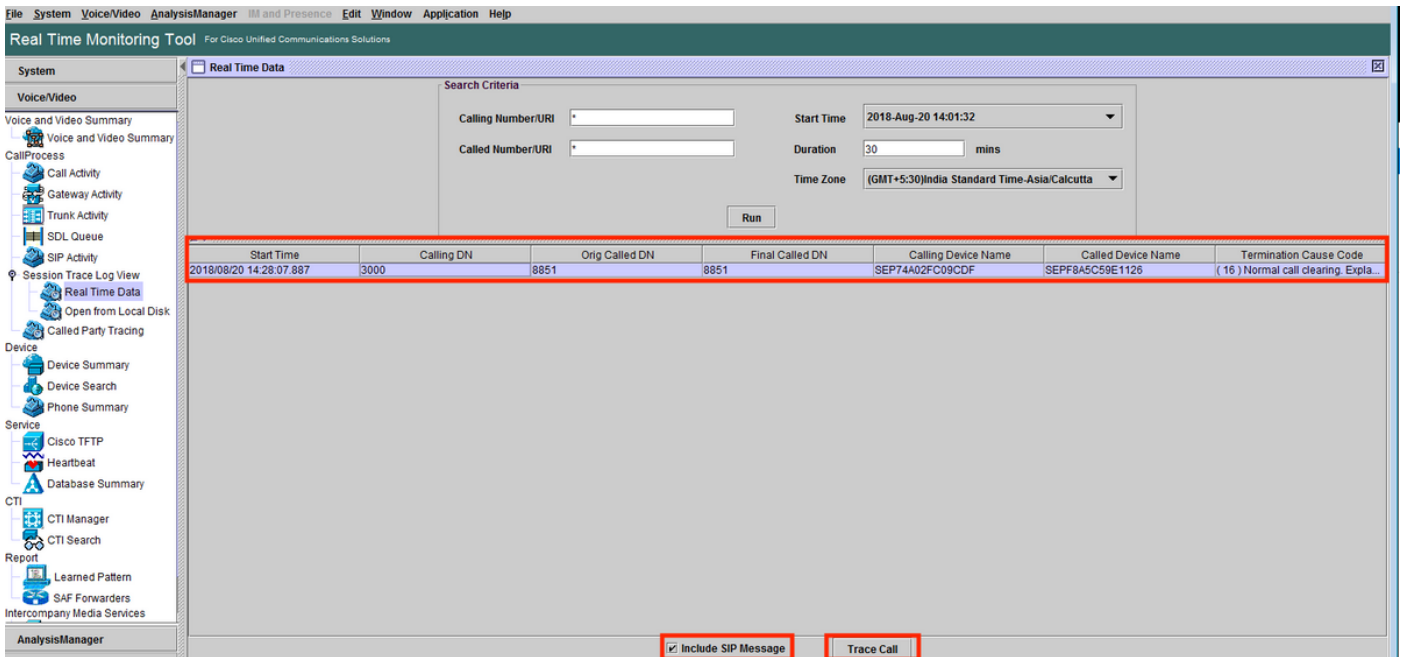 File System Voice/Video AnalysisManager IM and Presence Edit Window Application Help
Real Time Monitoring Tool For Cisco Unified Communications Solutions
System
Voice/Video
Voice and Video Summary
Voice and Video Summary
CallProcess
Call Activity
Gateway Activity
Trunk Activity
SDL Queue
SIP Activity
Session Trace Log View
Real Time Data
Open from Local Disk
Called Party Tracing
Device
Device Summary
Device Search
Phone Summary
Service
Cisco TFTP
Heartbeat
Database Summary
CTI
CTI Manager
CTI Search
Report
Learned Pattern
SAF Forwarders
Intercompany Media Services
AnalysisManager
Real Time Data
Search Criteria
Calling Number/URI *
Called Number/URI *
Start Time 2018-Aug-20 14:01:32
Duration 30 mins
Time Zone (GMT+5:30)India Standard Time-Asia/Calcutta
Run
Start Time Calling DN Orig Called DN Final Called DN Calling Device Name Called Device Name Termination Cause Code
2018/08/20 14:28:07.887 3000 8851 8851 SEP74A02FC09CDF SEPF8A5C59E1126 ( 16 ) Normal call clearing. Expla...
Include SIP Message
Trace Call